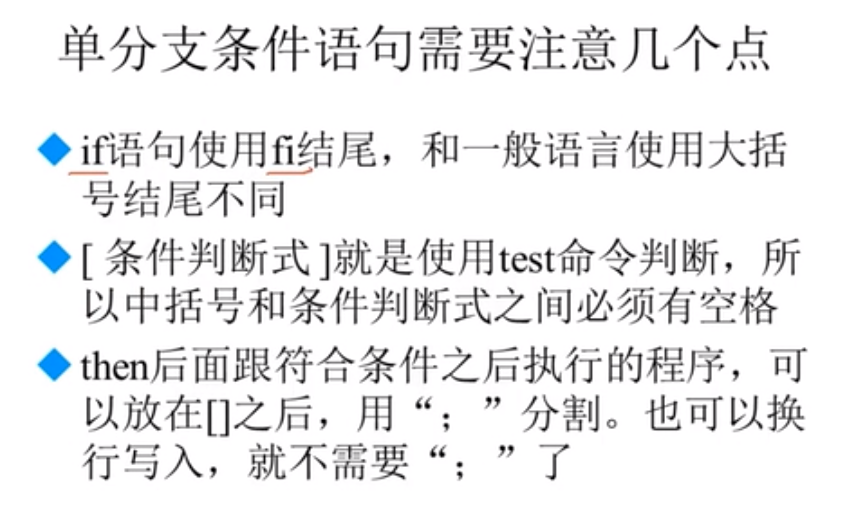 单分支条件语句需要注意几个点
if语句使用fi结尾，和一般语言使用大括
号结尾不同
[ 条件判断式 ]就是使用test命令判断，所
以中括号和条件判断式之间必须有空格
then后面跟符合条件之后执行的程序，可
以放在[]之后，用“；”分割。也可以换
行写入，就不需要“；”了